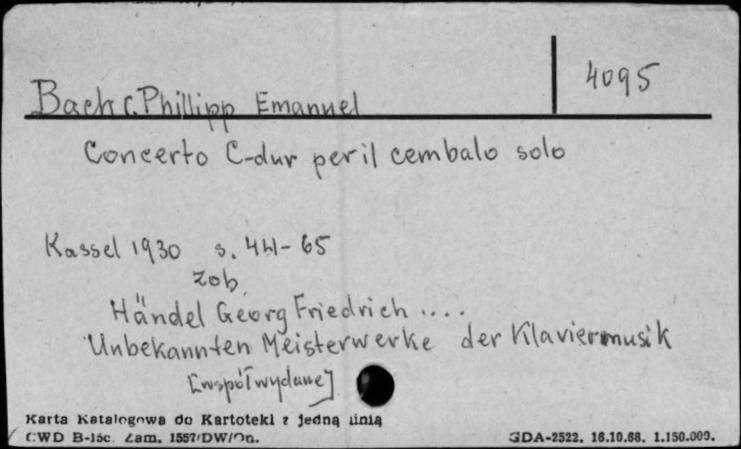 4095
Bach C. Phillipp Emanuel
Concerto C-dur per il cembalo solo
Kassel 1930 s. 44-65
zob.
Händel Georg Friedrich ....
Unbekannten Meisterwerke der Klaviermusik
[współwydane]
Karta Katalogowa do Kartoteki z jedną linią
CWD B-15c. Zam. 1557/DW/On.
GDA-2522. 16.10.68. 1.150.000.